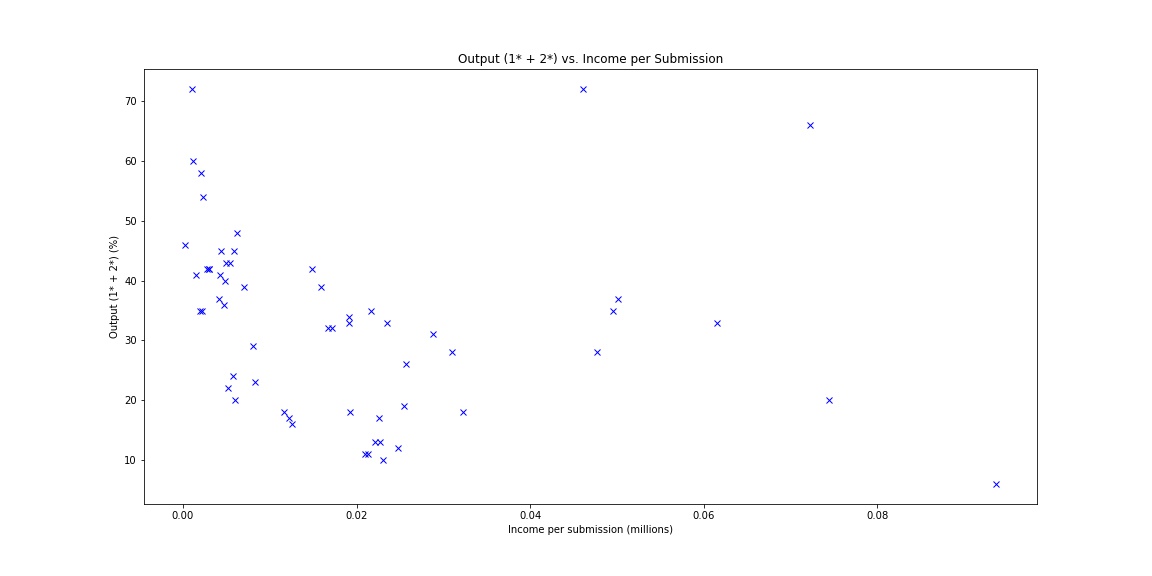 Output (1* + 2*) vs. Income per Submission
70
60
50
40
30
20
10
Output (1* + 2*) (%)
0.00 0.02 0.04 0.06 0.08
Income per submission (millions)